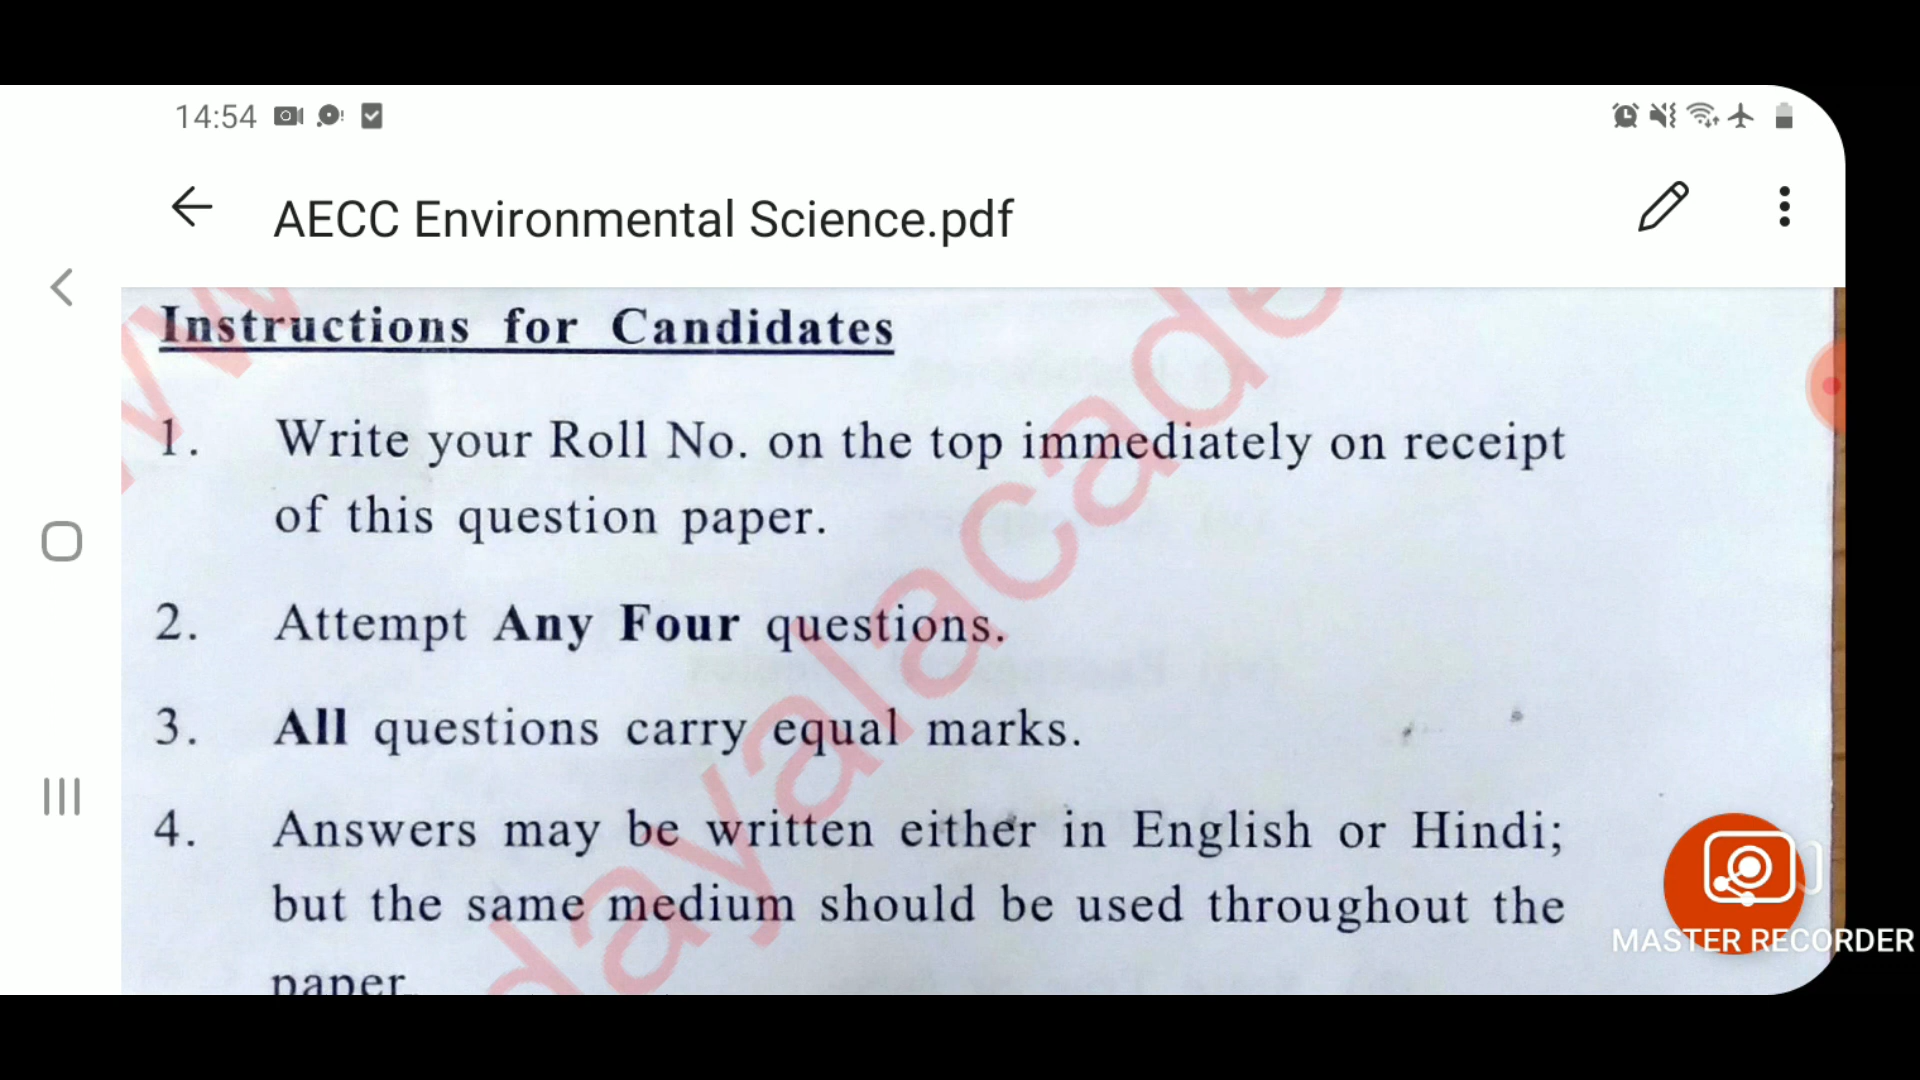 14:54
AECC Environmental Science.pdf
Instructions for Candidates
1. Write your Roll No. on the top immediately on receipt
of this question paper.
2. Attempt Any Four questions.
3. All questions carry equal marks.
4. Answers may be written either in English or Hindi;
but the same medium should be used throughout the
paper.
MASTER RECORDER
dayalacade